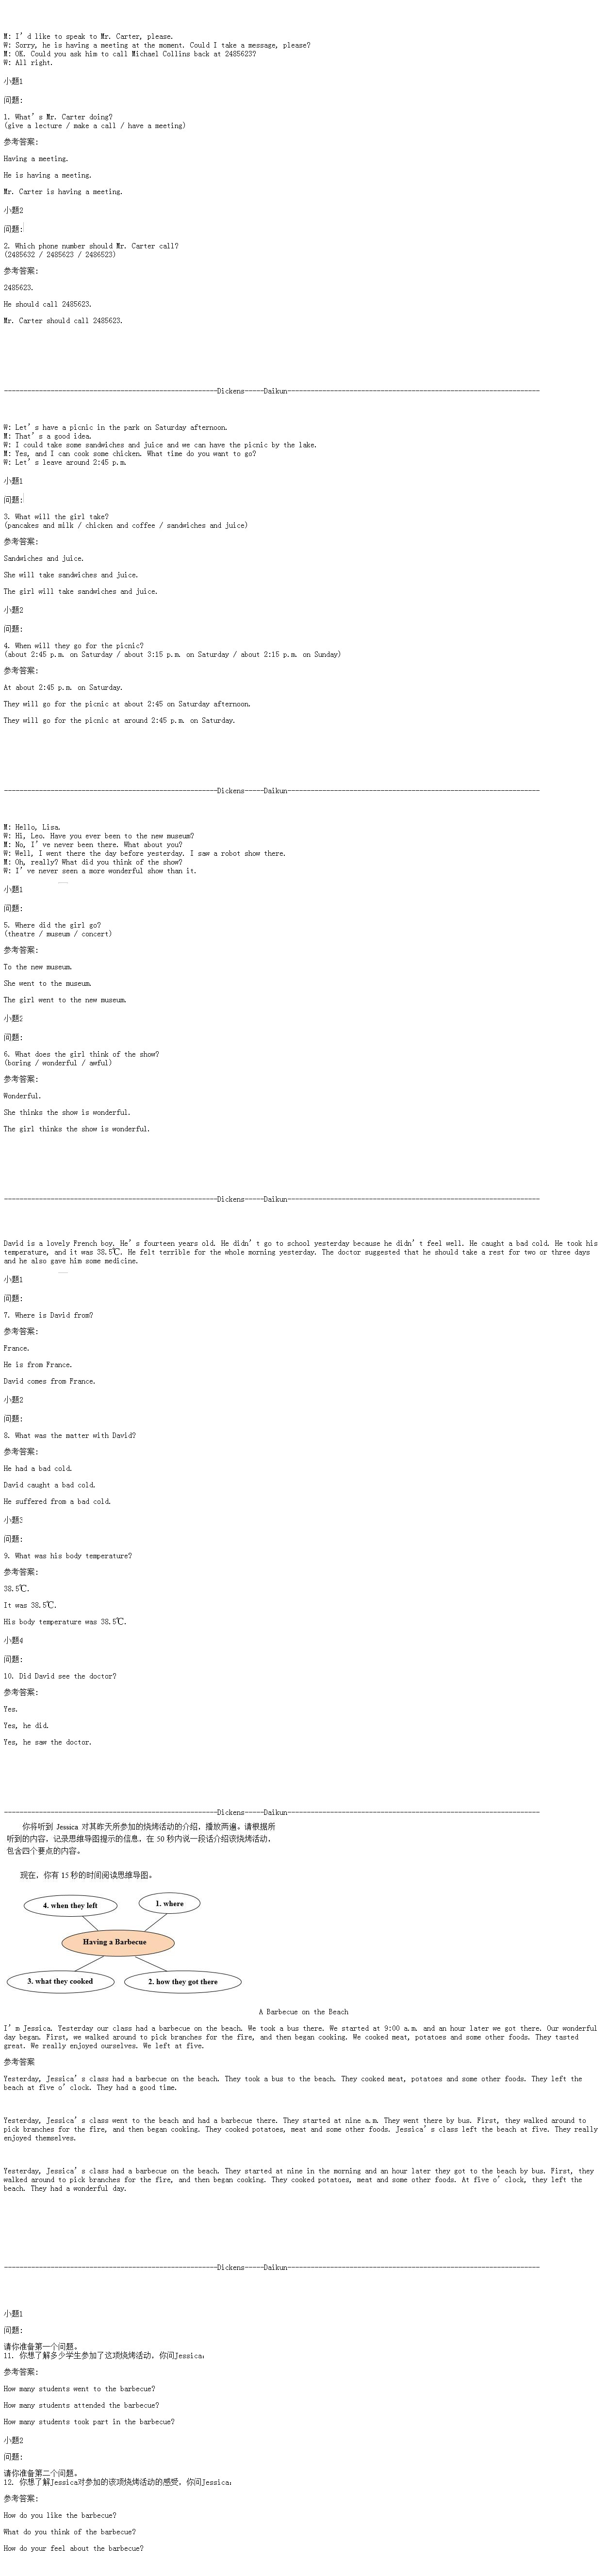 M: I’d like to speak to Mr. Carter, please.
W: Sorry, he is having a meeting at the moment. Could I take a message, please?
M: OK. Could you ask him to call Michael Collins back at 2485623?
W: All right.
小题1
问题:
1. What’s Mr. Carter doing?
(give a lecture / make a call / have a meeting)
参考答案:
Having a meeting.
He is having a meeting.
Mr. Carter is having a meeting.
小题2
问题:
2. Which phone number should Mr. Carter call?
(2485632 / 2485623 / 2486523)
参考答案:
2485623.
He should call 2485623.
Mr. Carter should call 2485623.
-------------------------------------------------------Dickens-----Daikun-----------------------------------------------------------------
W: Let’s have a picnic in the park on Saturday afternoon.
M: That’s a good idea.
W: I could take some sandwiches and juice and we can have the picnic by the lake.
M: Yes, and I can cook some chicken. What time do you want to go?
W: Let’s leave around 2:45 p.m.
小题1
问题:
3. What will the girl take?
(pancakes and milk / chicken and coffee / sandwiches and juice)
参考答案:
Sandwiches and juice.
She will take sandwiches and juice.
The girl will take sandwiches and juice.
小题2
问题:
4. When will they go for the picnic?
(about 2:45 p.m. on Saturday / about 3:15 p.m. on Saturday / about 2:15 p.m. on Sunday)
参考答案:
At about 2:45 p.m. on Saturday.
They will go for the picnic at about 2:45 on Saturday afternoon.
They will go for the picnic at around 2:45 p.m. on Saturday.
-------------------------------------------------------Dickens-----Daikun-----------------------------------------------------------------
M: Hello, Lisa.
W: Hi, Leo. Have you ever been to the new museum?
M: No, I’ve never been there. What about you?
W: Well, I went there the day before yesterday. I saw a robot show there.
M: Oh, really? What did you think of the show?
W: I’ve never seen a more wonderful show than it.
小题1
问题:
5. Where did the girl go?
(theatre / museum / concert)
参考答案:
To the new museum.
She went to the museum.
The girl went to the new museum.
小题2
问题:
6. What does the girl think of the show?
(boring / wonderful / awful)
参考答案:
Wonderful.
She thinks the show is wonderful.
The girl thinks the show is wonderful.
-------------------------------------------------------Dickens-----Daikun-----------------------------------------------------------------
David is a lovely French boy. He’s fourteen years old. He didn’t go to school yesterday because he didn’t feel well. He caught a bad cold. He took his
temperature, and it was 38.5℃. He felt terrible for the whole morning yesterday. The doctor suggested that he should take a rest for two or three days
and he also gave him some medicine.
小题1
问题:
7. Where is David from?
参考答案:
France.
He is from France.
David comes from France.
小题2
问题:
8. What was the matter with David?
参考答案:
He had a bad cold.
David caught a bad cold.
He suffered from a bad cold.
小题3
问题:
9. What was his body temperature?
参考答案:
38.5℃.
It was 38.5℃.
His body temperature was 38.5℃.
小题4
问题:
10. Did David see the doctor?
参考答案:
Yes.
Yes, he did.
Yes, he saw the doctor.
-------------------------------------------------------Dickens-----Daikun-----------------------------------------------------------------
你将听到 Jessica 对其昨天所参加的烧烤活动的介绍，播放两遍。请根据所
听到的内容，记录思维导图提示的信息，在 50 秒内说一段话介绍该烧烤活动，
包含四个要点的内容。
现在，你有 15 秒的时间阅读思维导图。
4. when they left
1. where
Having a Barbecue
3. what they cooked
2. how they got there
A Barbecue on the Beach
I’m Jessica. Yesterday our class had a barbecue on the beach. We took a bus there. We started at 9:00 a.m. and an hour later we got there. Our wonderful
day began. First, we walked around to pick branches for the fire, and then began cooking. We cooked meat, potatoes and some other foods. They tasted
great. We really enjoyed ourselves. We left at five.
参考答案
Yesterday, Jessica’s class had a barbecue on the beach. They took a bus to the beach. They cooked meat, potatoes and some other foods. They left the
beach at five o’clock. They had a good time.
Yesterday, Jessica’s class went to the beach and had a barbecue there. They started at nine a.m. They went there by bus. First, they walked around to
pick branches for the fire, and then began cooking. They cooked potatoes, meat and some other foods. Jessica’s class left the beach at five. They really
enjoyed themselves.
Yesterday, Jessica’s class had a barbecue on the beach. They started at nine in the morning and an hour later they got to the beach by bus. First, they
walked around to pick branches for the fire, and then began cooking. They cooked potatoes, meat and some other foods. At five o’clock, they left the
beach. They had a wonderful day.
-------------------------------------------------------Dickens-----Daikun-----------------------------------------------------------------
小题1
问题:
请你准备第一个问题。
11. 你想了解多少学生参加了这项烧烤活动，你问Jessica:
参考答案:
How many students went to the barbecue?
How many students attended the barbecue?
How many students took part in the barbecue?
小题2
问题:
请你准备第二个问题。
12. 你想了解Jessica对参加的该项烧烤活动的感受，你问Jessica:
参考答案:
How do you like the barbecue?
What do you think of the barbecue?
How do your feel about the barbecue?